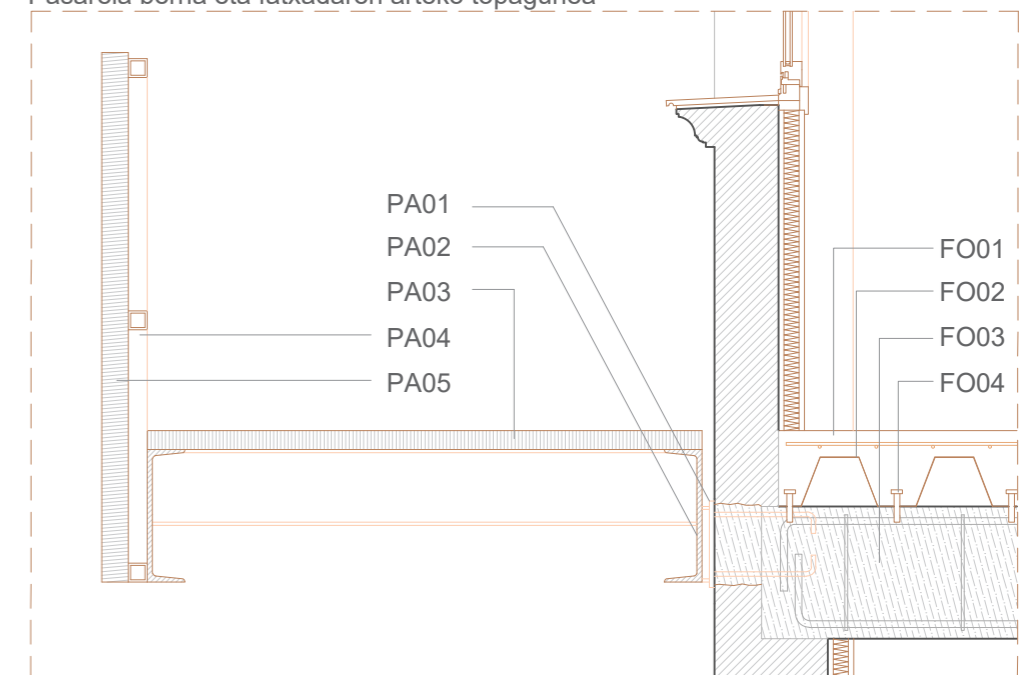 Pasarela berria eta fatxadaren arteko topagunea
PA01
PA02
PA03
PA04
PA05
FO01
FO02
FO03
FO04